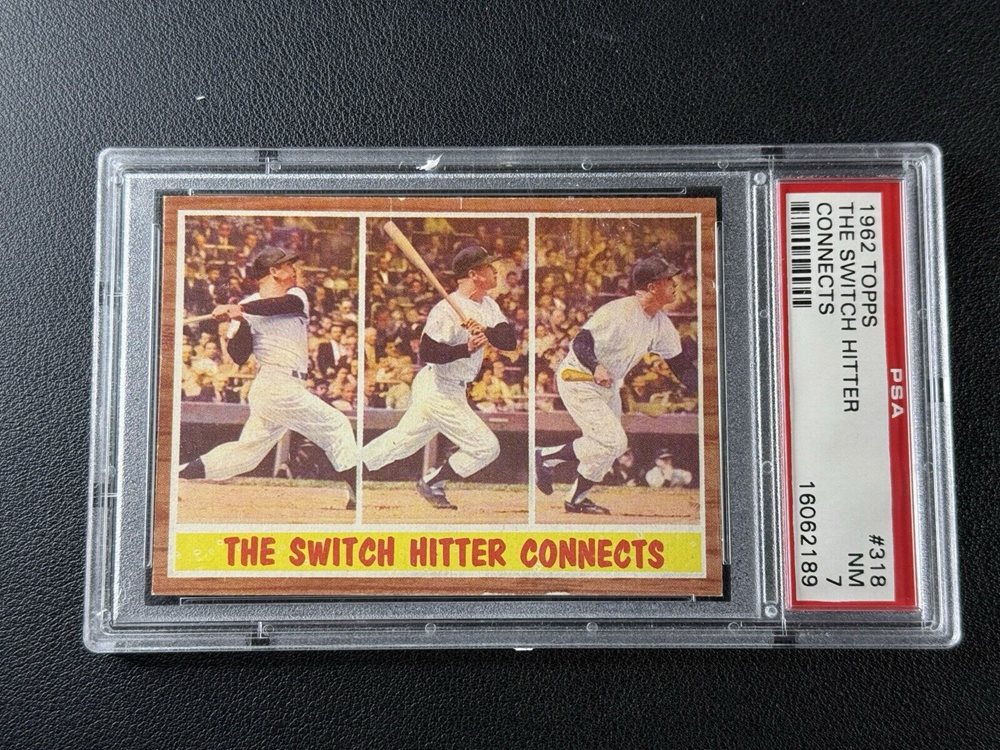 THE SWITCH HITTER CONNECTS
1962 TOPPS
THE SWITCH HITTER
CONNECTS
PSA
#318
NM 7
16062189